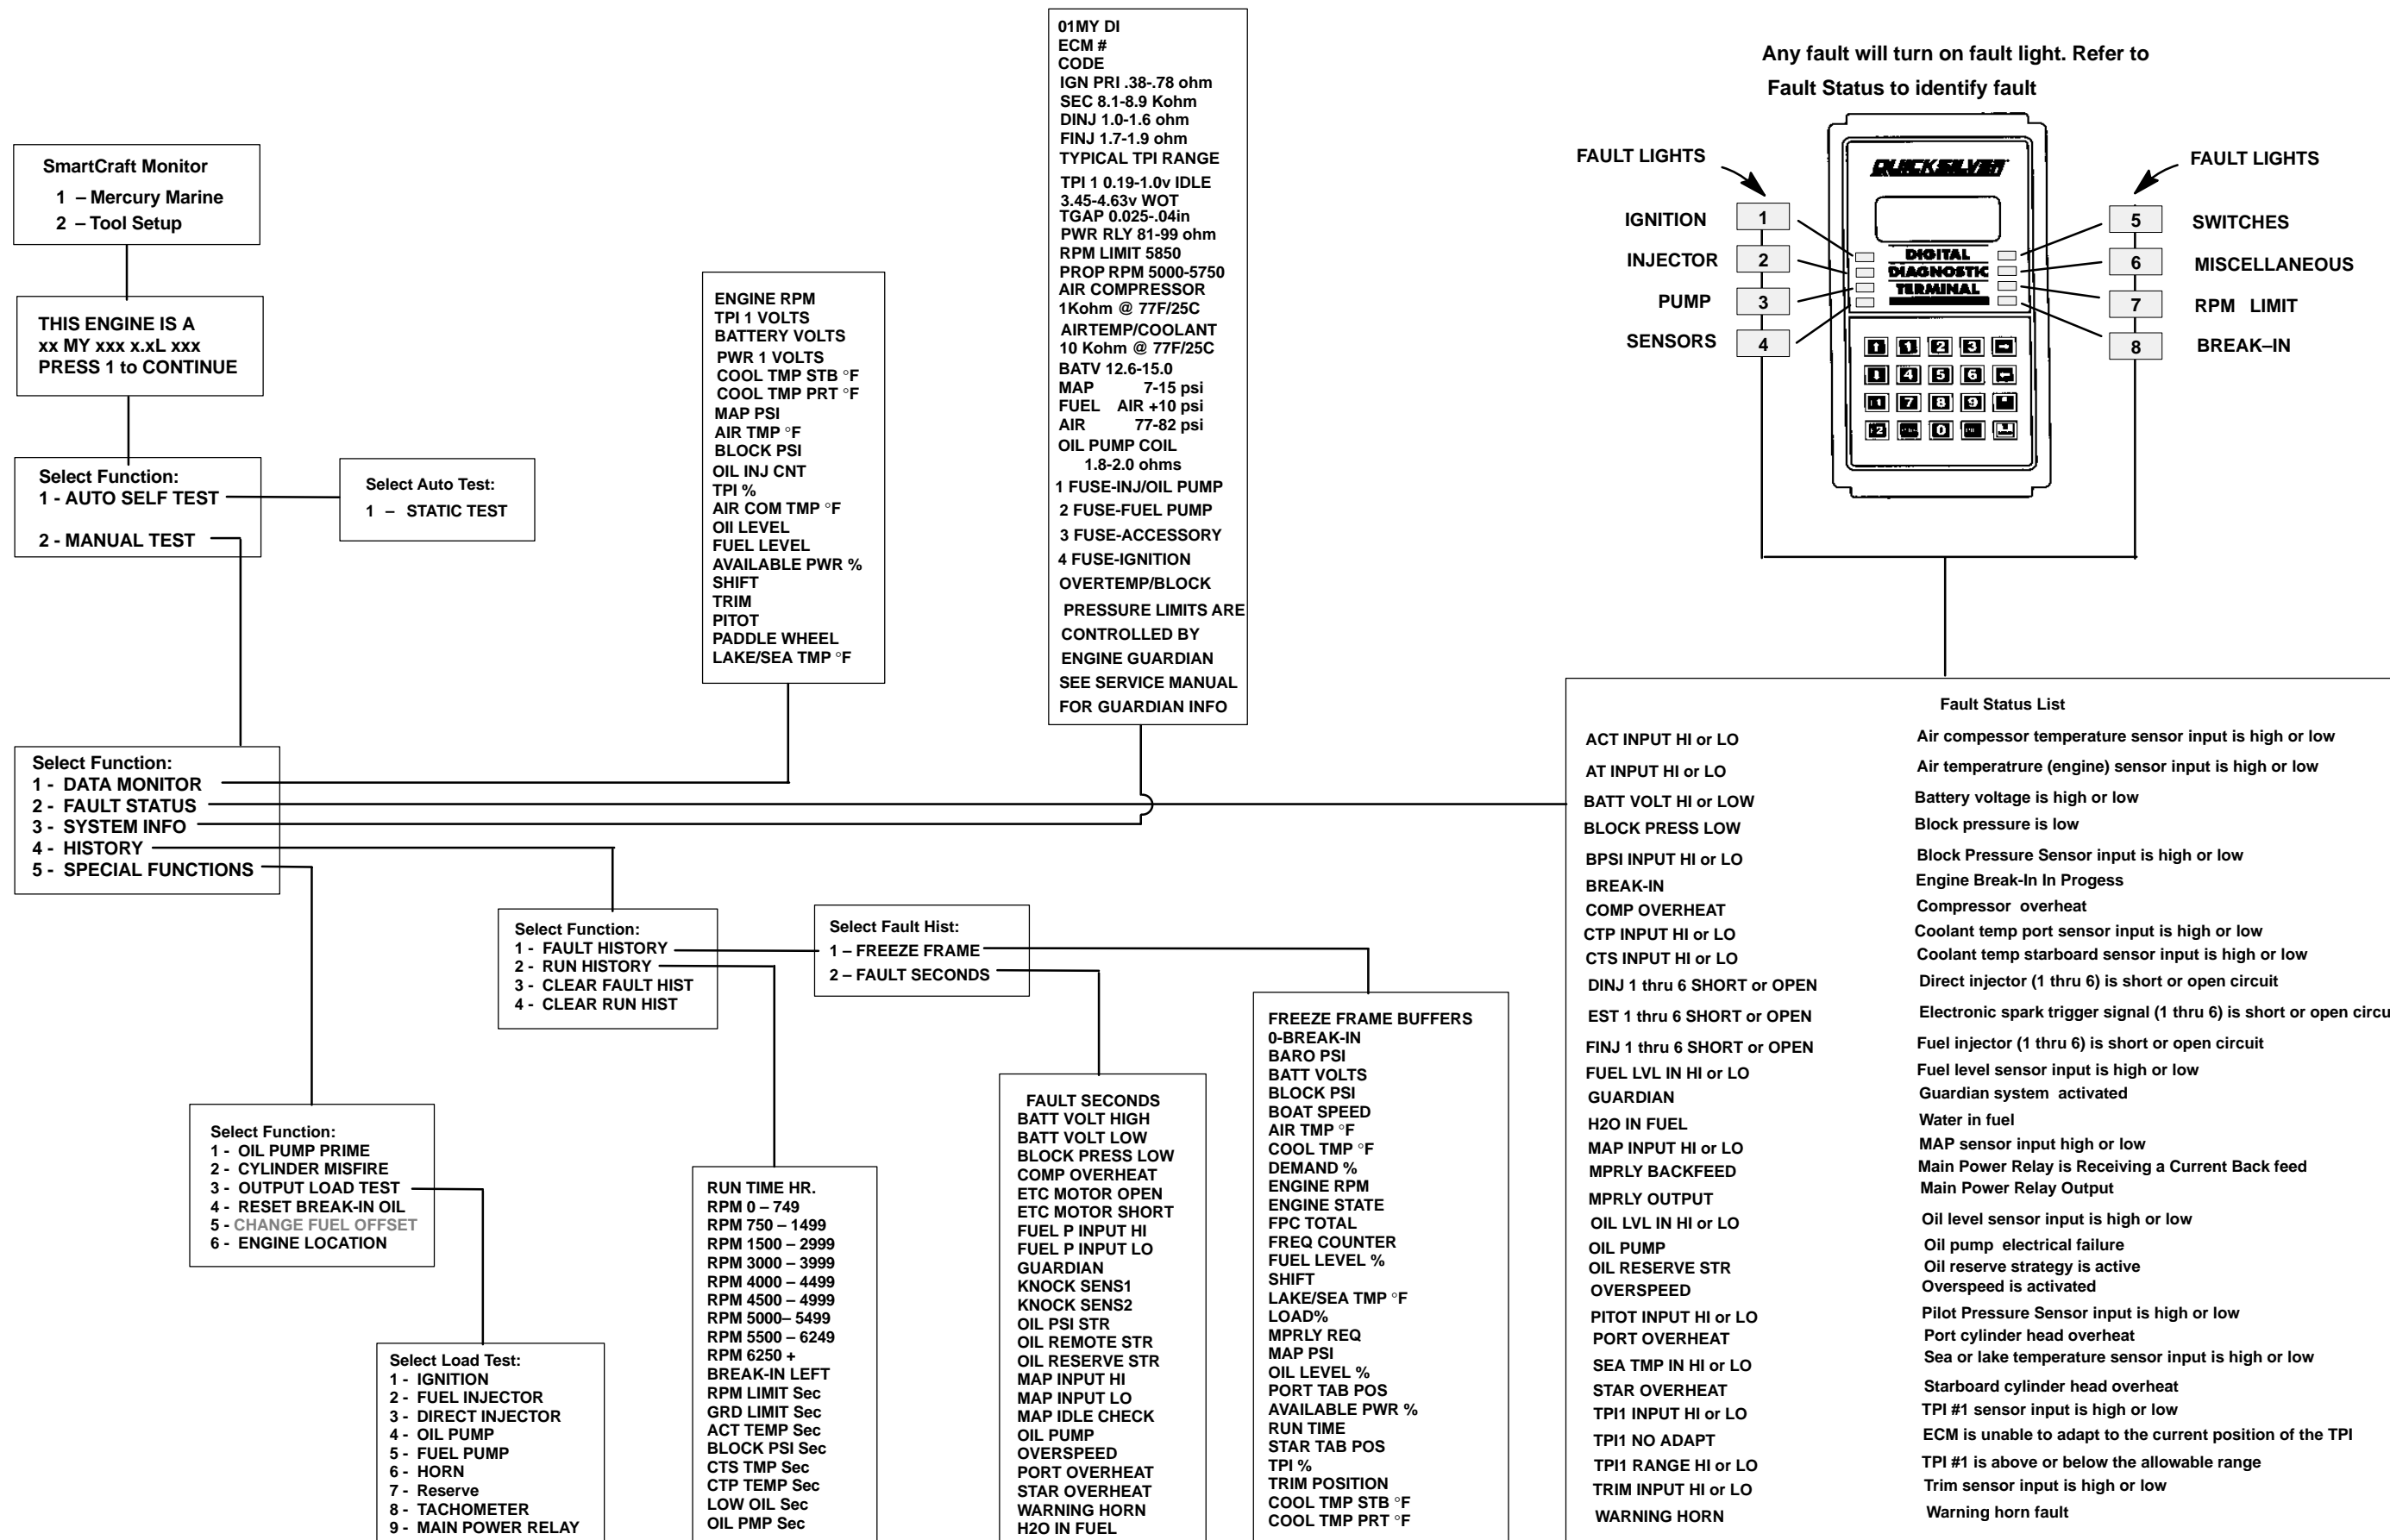 SmartCraft Monitor
1 – Mercury Marine
2 – Tool Setup
THIS ENGINE IS A
xx MY xxx x.xL xxx
PRESS 1 to CONTINUE
Select Function:
1 - AUTO SELF TEST
2 - MANUAL TEST
Select Auto Test:
1 – STATIC TEST
Select Function:
1 - DATA MONITOR
2 - FAULT STATUS
3 - SYSTEM INFO
4 - HISTORY
5 - SPECIAL FUNCTIONS
ENGINE RPM
TPI 1 VOLTS
BATTERY VOLTS
PWR 1 VOLTS
COOL TMP STB °F
COOL TMP PRT °F
MAP PSI
AIR TMP °F
BLOCK PSI
OIL INJ CNT
TPI %
AIR COM TMP °F
OIl LEVEL
FUEL LEVEL
AVAILABLE PWR %
SHIFT
TRIM
PITOT
PADDLE WHEEL
LAKE/SEA TMP °F
01MY DI
ECM #
CODE
IGN PRI .38-.78 ohm
SEC 8.1-8.9 Kohm
DINJ 1.0-1.6 ohm
FINJ 1.7-1.9 ohm
TYPICAL TPI RANGE
TPI 1 0.19-1.0v IDLE
3.45-4.63v WOT
TGAP 0.025-.04in
PWR RLY 81-99 ohm
RPM LIMIT 5850
PROP RPM 5000-5750
AIR COMPRESSOR
1Kohm @ 77F/25C
AIRTEMP/COOLANT
10 Kohm @ 77F/25C
BATV 12.6-15.0
MAP 7-15 psi
FUEL AIR +10 psi
AIR 77-82 psi
OIL PUMP COIL
1.8-2.0 ohms
1 FUSE-INJ/OIL PUMP
2 FUSE-FUEL PUMP
3 FUSE-ACCESSORY
4 FUSE-IGNITION
OVERTEMP/BLOCK
PRESSURE LIMITS ARE
CONTROLLED BY
ENGINE GUARDIAN
SEE SERVICE MANUAL
FOR GUARDIAN INFO
Any fault will turn on fault light. Refer to
Fault Status to identify fault
FAULT LIGHTS
IGNITION 1
INJECTOR 2
PUMP 3
SENSORS 4
QUICKSILVER
DIGITAL
DIAGNOSTIC
TERMINAL
1 2 3
4 5 6
7 8 9
0
FAULT LIGHTS
5 SWITCHES
6 MISCELLANEOUS
7 RPM LIMIT
8 BREAK–IN
Select Function:
1 - FAULT HISTORY
2 - RUN HISTORY
3 - CLEAR FAULT HIST
4 - CLEAR RUN HIST
Select Fault Hist:
1 – FREEZE FRAME
2 – FAULT SECONDS
Select Function:
1 - OIL PUMP PRIME
2 - CYLINDER MISFIRE
3 - OUTPUT LOAD TEST
4 - RESET BREAK-IN OIL
5 - CHANGE FUEL OFFSET
6 - ENGINE LOCATION
Select Load Test:
1 - IGNITION
2 - FUEL INJECTOR
3 - DIRECT INJECTOR
4 - OIL PUMP
5 - FUEL PUMP
6 - HORN
7 - Reserve
8 - TACHOMETER
9 - MAIN POWER RELAY
RUN TIME HR.
RPM 0 – 749
RPM 750 – 1499
RPM 1500 – 2999
RPM 3000 – 3999
RPM 4000 – 4499
RPM 4500 – 4999
RPM 5000– 5499
RPM 5500 – 6249
RPM 6250 +
BREAK-IN LEFT
RPM LIMIT Sec
GRD LIMIT Sec
ACT TEMP Sec
BLOCK PSI Sec
CTS TMP Sec
CTP TEMP Sec
LOW OIL Sec
OIL PMP Sec
FAULT SECONDS
BATT VOLT HIGH
BATT VOLT LOW
BLOCK PRESS LOW
COMP OVERHEAT
ETC MOTOR OPEN
ETC MOTOR SHORT
FUEL P INPUT HI
FUEL P INPUT LO
GUARDIAN
KNOCK SENS1
KNOCK SENS2
OIL PSI STR
OIL REMOTE STR
OIL RESERVE STR
MAP INPUT HI
MAP INPUT LO
MAP IDLE CHECK
OIL PUMP
OVERSPEED
PORT OVERHEAT
STAR OVERHEAT
WARNING HORN
H2O IN FUEL
FREEZE FRAME BUFFERS
0-BREAK-IN
BARO PSI
BATT VOLTS
BLOCK PSI
BOAT SPEED
AIR TMP °F
COOL TMP °F
DEMAND %
ENGINE RPM
ENGINE STATE
FPC TOTAL
FREQ COUNTER
FUEL LEVEL %
SHIFT
LAKE/SEA TMP °F
LOAD%
MPRLY REQ
MAP PSI
OIL LEVEL %
PORT TAB POS
AVAILABLE PWR %
RUN TIME
STAR TAB POS
TPI %
TRIM POSITION
COOL TMP STB °F
COOL TMP PRT °F
Fault Status List
ACT INPUT HI or LO Air compessor temperature sensor input is high or low
AT INPUT HI or LO Air temperatrure (engine) sensor input is high or low
BATT VOLT HI or LOW Battery voltage is high or low
BLOCK PRESS LOW Block pressure is low
BPSI INPUT HI or LO Block Pressure Sensor input is high or low
BREAK-IN Engine Break-In In Progess
COMP OVERHEAT Compressor overheat
CTP INPUT HI or LO Coolant temp port sensor input is high or low
CTS INPUT HI or LO Coolant temp starboard sensor input is high or low
DINJ 1 thru 6 SHORT or OPEN Direct injector (1 thru 6) is short or open circuit
EST 1 thru 6 SHORT or OPEN Electronic spark trigger signal (1 thru 6) is short or open circu
FINJ 1 thru 6 SHORT or OPEN Fuel injector (1 thru 6) is short or open circuit
FUEL LVL IN HI or LO Fuel level sensor input is high or low
GUARDIAN Guardian system activated
H2O IN FUEL Water in fuel
MAP INPUT HI or LO MAP sensor input high or low
MPRLY BACKFEED Main Power Relay is Receiving a Current Back feed
MPRLY OUTPUT Main Power Relay Output
OIL LVL IN HI or LO Oil level sensor input is high or low
OIL PUMP Oil pump electrical failure
OIL RESERVE STR Oil reserve strategy is active
OVERSPEED Overspeed is activated
PITOT INPUT HI or LO Pilot Pressure Sensor input is high or low
PORT OVERHEAT Port cylinder head overheat
SEA TMP IN HI or LO Sea or lake temperature sensor input is high or low
STAR OVERHEAT Starboard cylinder head overheat
TPI1 INPUT HI or LO TPI #1 sensor input is high or low
TPI1 NO ADAPT ECM is unable to adapt to the current position of the TPI
TPI1 RANGE HI or LO TPI #1 is above or below the allowable range
TRIM INPUT HI or LO Trim sensor input is high or low
WARNING HORN Warning horn fault